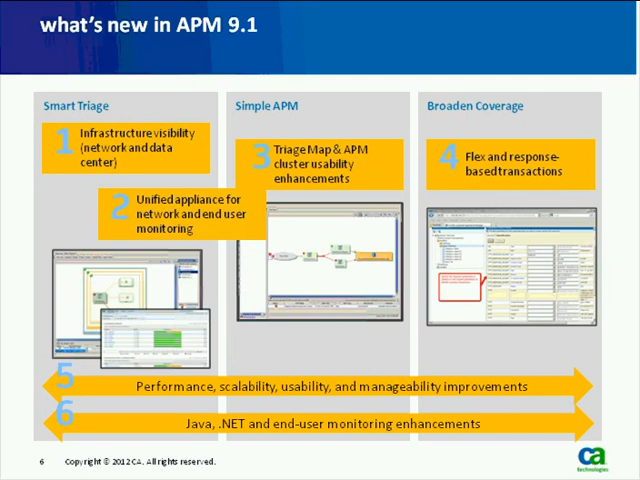 what's new in APM 9.1
Smart Triage
1
Infrastructure visibility
(network and data
center)
2
Unified appliance for
network and end user
monitoring
Simple APM
3
Triage Map & APM
cluster usability
enhancements
Broaden Coverage
4
Flex and response-
based transactions
5
Performance, scalability, usability, and manageability improvements
6
Java, .NET and end-user monitoring enhancements
6 Copyright © 2012 CA. All rights reserved.
ca
technologies